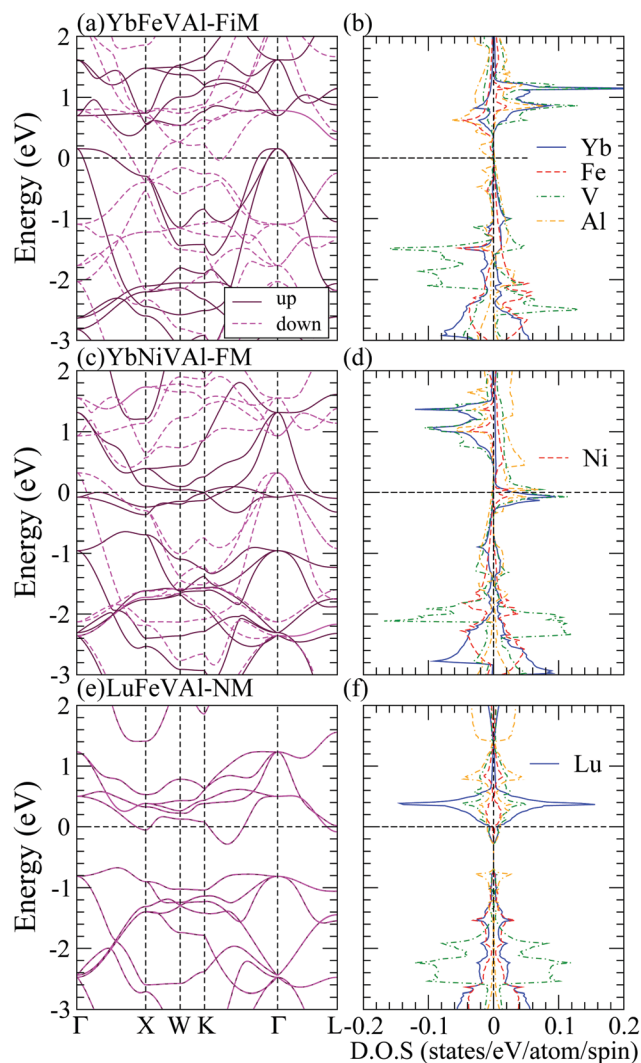 (a)YbFeVAl-FiM
(b)
2
1
0
-1
-2
-3
Energy (eV)
up
down
Yb
Fe
V
Al
(c)YbNiVAl-FM
(d)
2
1
0
-1
-2
-3
Energy (eV)
Ni
(e)LuFeVAl-NM
(f)
2
1
0
-1
-2
-3
Energy (eV)
Lu
Γ X W K Γ L
-0.2 -0.1 0 0.1 0.2
D.O.S (states/eV/atom/spin)